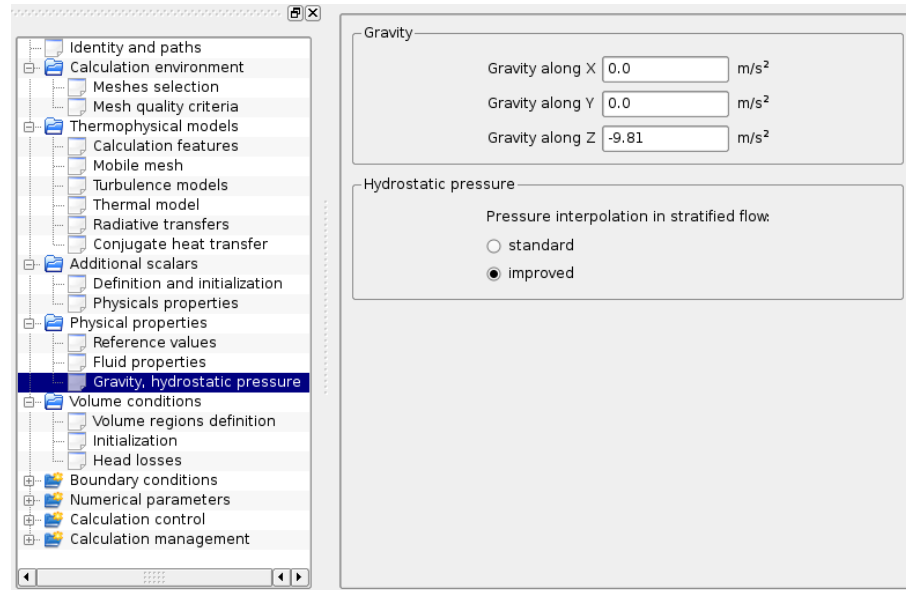 Identity and paths
Calculation environment
Meshes selection
Mesh quality criteria
Thermophysical models
Calculation features
Mobile mesh
Turbulence models
Thermal model
Radiative transfers
Conjugate heat transfer
Additional scalars
Definition and initialization
Physicals properties
Physical properties
Reference values
Fluid properties
Gravity, hydrostatic pressure
Volume conditions
Volume regions definition
Initialization
Head losses
Boundary conditions
Numerical parameters
Calculation control
Calculation management
Gravity
Gravity along X 0.0 m/s²
Gravity along Y 0.0 m/s²
Gravity along Z -9.81 m/s²
Hydrostatic pressure
Pressure interpolation in stratified flow:
standard
improved